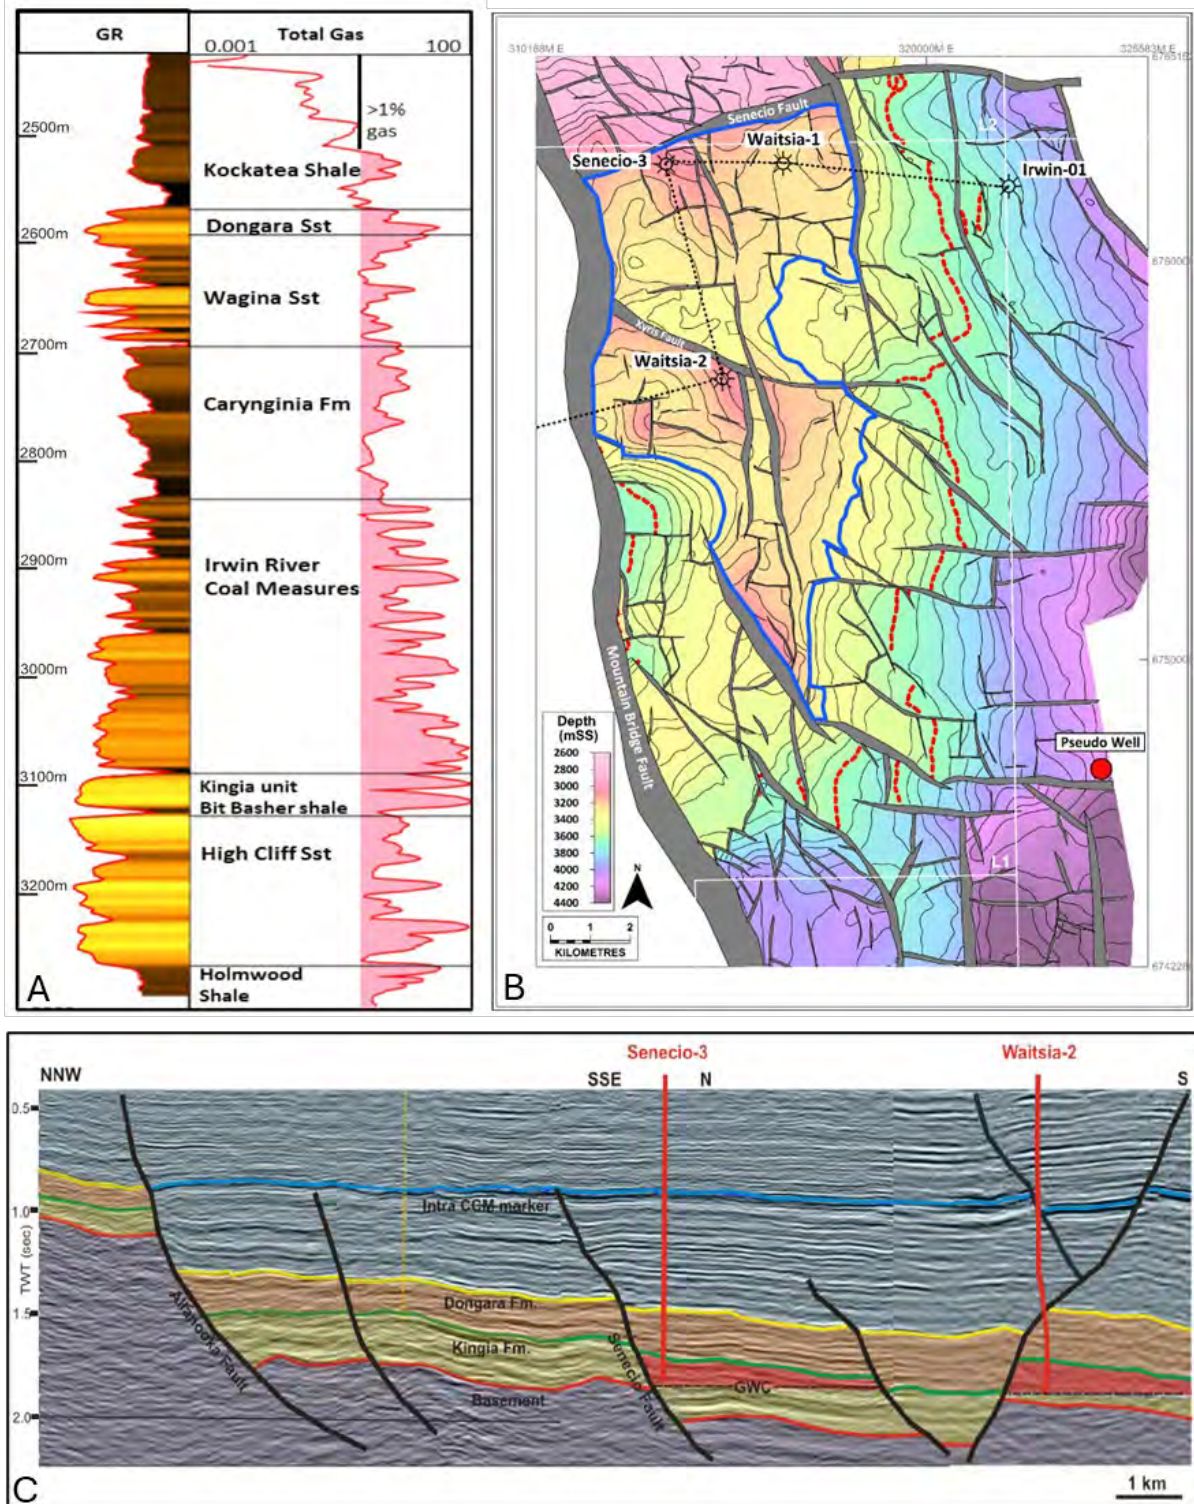 GR
Total Gas
0.001
100
>1%
gas
2500m
Kockatea Shale
2600m
Dongara Sst
Wagina Sst
2700m
Carynginia Fm
2800m
2900m
Irwin River
Coal Measures
3000m
3100m
Kingia unit
Bit Basher shale
High Cliff Sst
3200m
Holmwood
Shale
A
310188M E
320000M E
326583M E
Senecio Fault
Waitsia-1
L2
Senecio-3
Irwin-01
Xyris Fault
Waitsia-2
Mountain Bridge Fault
Depth
(mSS)
2600
2800
3000
3200
3400
3600
3800
4000
4200
4400
N
0 1 2
KILOMETRES
Pseudo Well
L1
B
Senecio-3
Waitsia-2
NNW
SSE
N
S
0.5
1.0
1.5
2.0
TWT (sec)
Intra CCM marker
Dongara Fm.
Allanooka Fault
Kingia Fm.
Senecio Fault
GWC
Basement
1 km
C